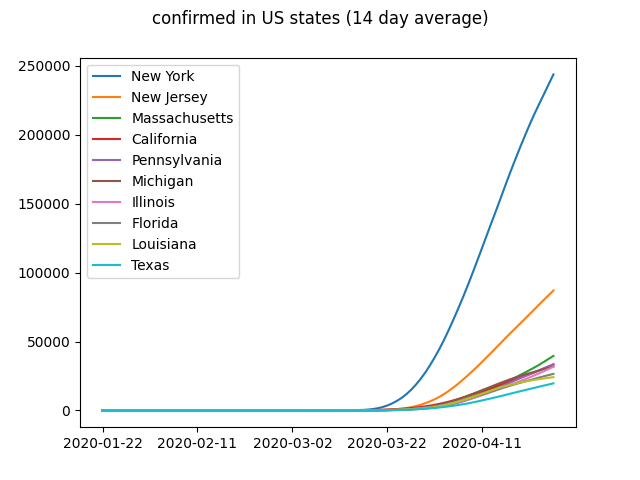 confirmed in US states (14 day average)
250000
200000
150000
100000
50000
0
New York
New Jersey
Massachusetts
California
Pennsylvania
Michigan
Illinois
Florida
Louisiana
Texas
2020-01-22 2020-02-11 2020-03-02 2020-03-22 2020-04-11